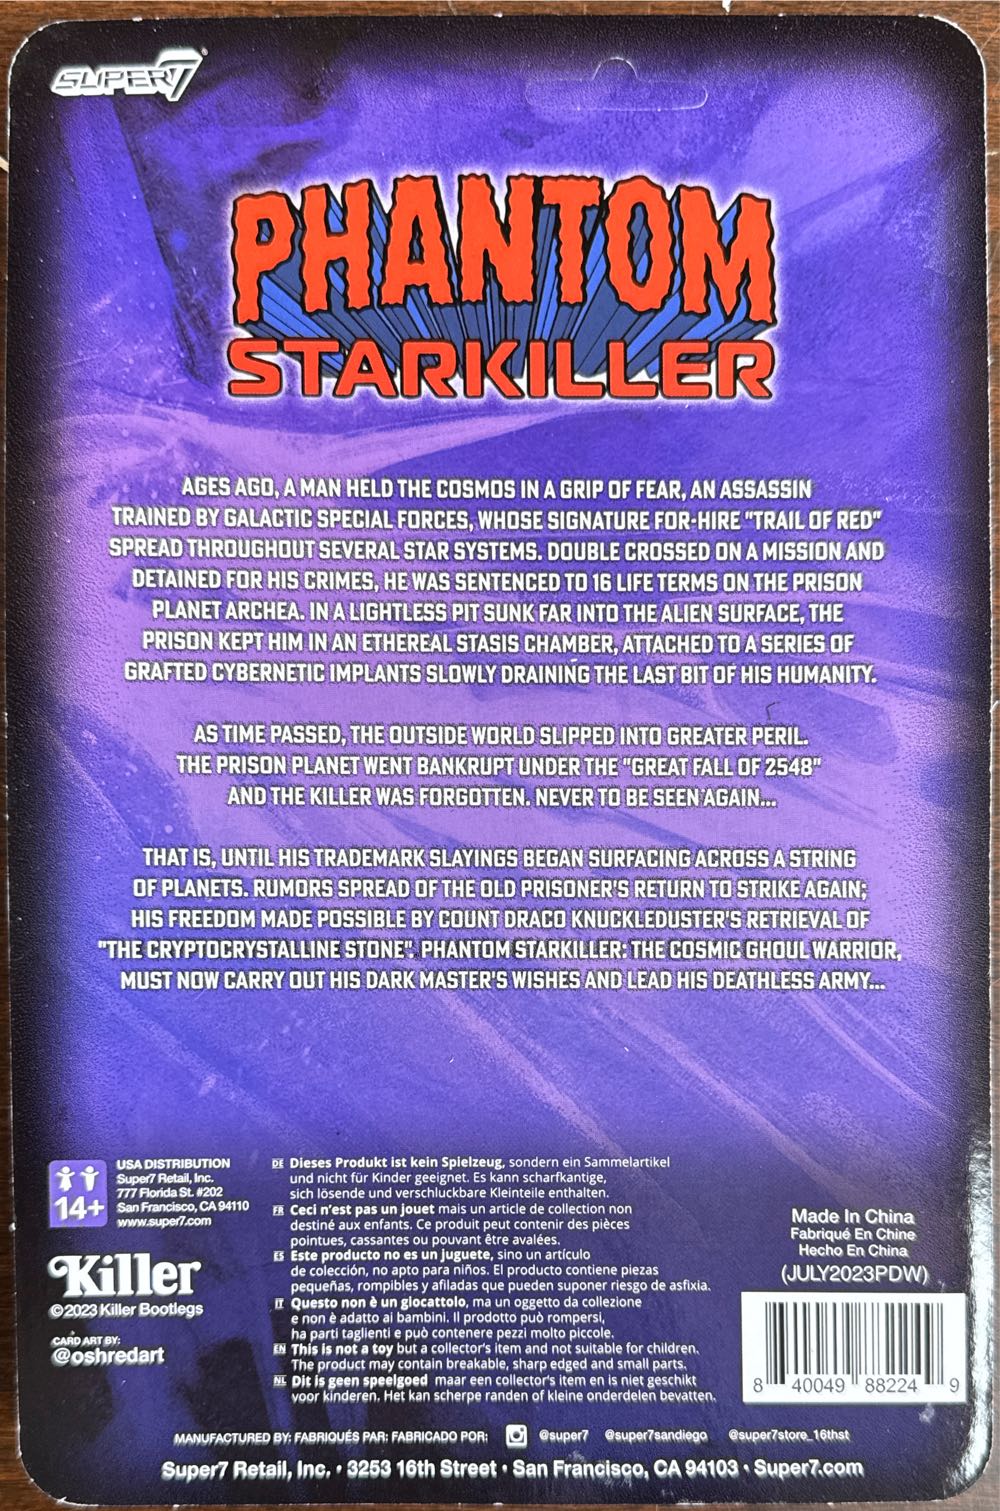 SUPER7
PHANTOM
STARKILLER
AGES AGO, A MAN HELD THE COSMOS IN A GRIP OF FEAR, AN ASSASSIN
TRAINED BY GALACTIC SPECIAL FORCES, WHOSE SIGNATURE FOR-HIRE "TRAIL OF RED"
SPREAD THROUGHOUT SEVERAL STAR SYSTEMS. DOUBLE CROSSED ON A MISSION AND
DETAINED FOR HIS CRIMES, HE WAS SENTENCED TO 16 LIFE TERMS ON THE PRISON
PLANET ARCHEA. IN A LIGHTLESS PIT SUNK FAR INTO THE ALIEN SURFACE, THE
PRISON KEPT HIM IN AN ETHEREAL STASIS CHAMBER, ATTACHED TO A SERIES OF
GRAFTED CYBERNETIC IMPLANTS SLOWLY DRAINING THE LAST BIT OF HIS HUMANITY.
AS TIME PASSED, THE OUTSIDE WORLD SLIPPED INTO GREATER PERIL.
THE PRISON PLANET WENT BANKRUPT UNDER THE "GREAT FALL OF 2548"
AND THE KILLER WAS FORGOTTEN. NEVER TO BE SEEN AGAIN...
THAT IS, UNTIL HIS TRADEMARK SLAYINGS BEGAN SURFACING ACROSS A STRING
OF PLANETS. RUMORS SPREAD OF THE OLD PRISONER'S RETURN TO STRIKE AGAIN;
HIS FREEDOM MADE POSSIBLE BY COUNT DRACO KNUCKLEDUSTER'S RETRIEVAL OF
"THE CRYPTOCRYSTALLINE STONE". PHANTOM STARKILLER: THE COSMIC GHOUL WARRIOR,
MUST NOW CARRY OUT HIS DARK MASTER'S WISHES AND LEAD HIS DEATHLESS ARMY...
14+
USA DISTRIBUTION
Super7 Retail, Inc.
777 Florida St. #202
San Francisco, CA 94110
www.super7.com
Killer
©2023 Killer Bootlegs
CARD ART BY:
@oshredart
DE Dieses Produkt ist kein Spielzeug, sondern ein Sammelartikel
und nicht für Kinder geeignet. Es kann scharfkantige,
sich lösende und verschluckbare Kleinteile enthalten.
FR Ceci n'est pas un jouet mais un article de collection non
destiné aux enfants. Ce produit peut contenir des pièces
pointues, cassantes ou pouvant être avalées.
ES Este producto no es un juguete, sino un artículo
de colección, no apto para niños. El producto contiene piezas
pequeñas, rompibles y afiladas que pueden suponer riesgo de asfixia.
IT Questo non è un giocattolo, ma un oggetto da collezione
e non è adatto ai bambini. Il prodotto può rompersi,
ha parti taglienti e può contenere pezzi molto piccole.
EN This is not a toy but a collector's item and not suitable for children.
The product may contain breakable, sharp edged and small parts.
NL Dit is geen speelgoed maar een collector's item en is niet geschikt
voor kinderen. Het kan scherpe randen of kleine onderdelen bevatten.
Made In China
Fabriqué En Chine
Hecho En China
(JULY2023PDW)
8 40049 88224 9
MANUFACTURED BY: FABRIQUÉS PAR: FABRICADO POR: @super7 @super7sandiego @super7store_16thst
Super7 Retail, Inc. • 3253 16th Street • San Francisco, CA 94103 • Super7.com